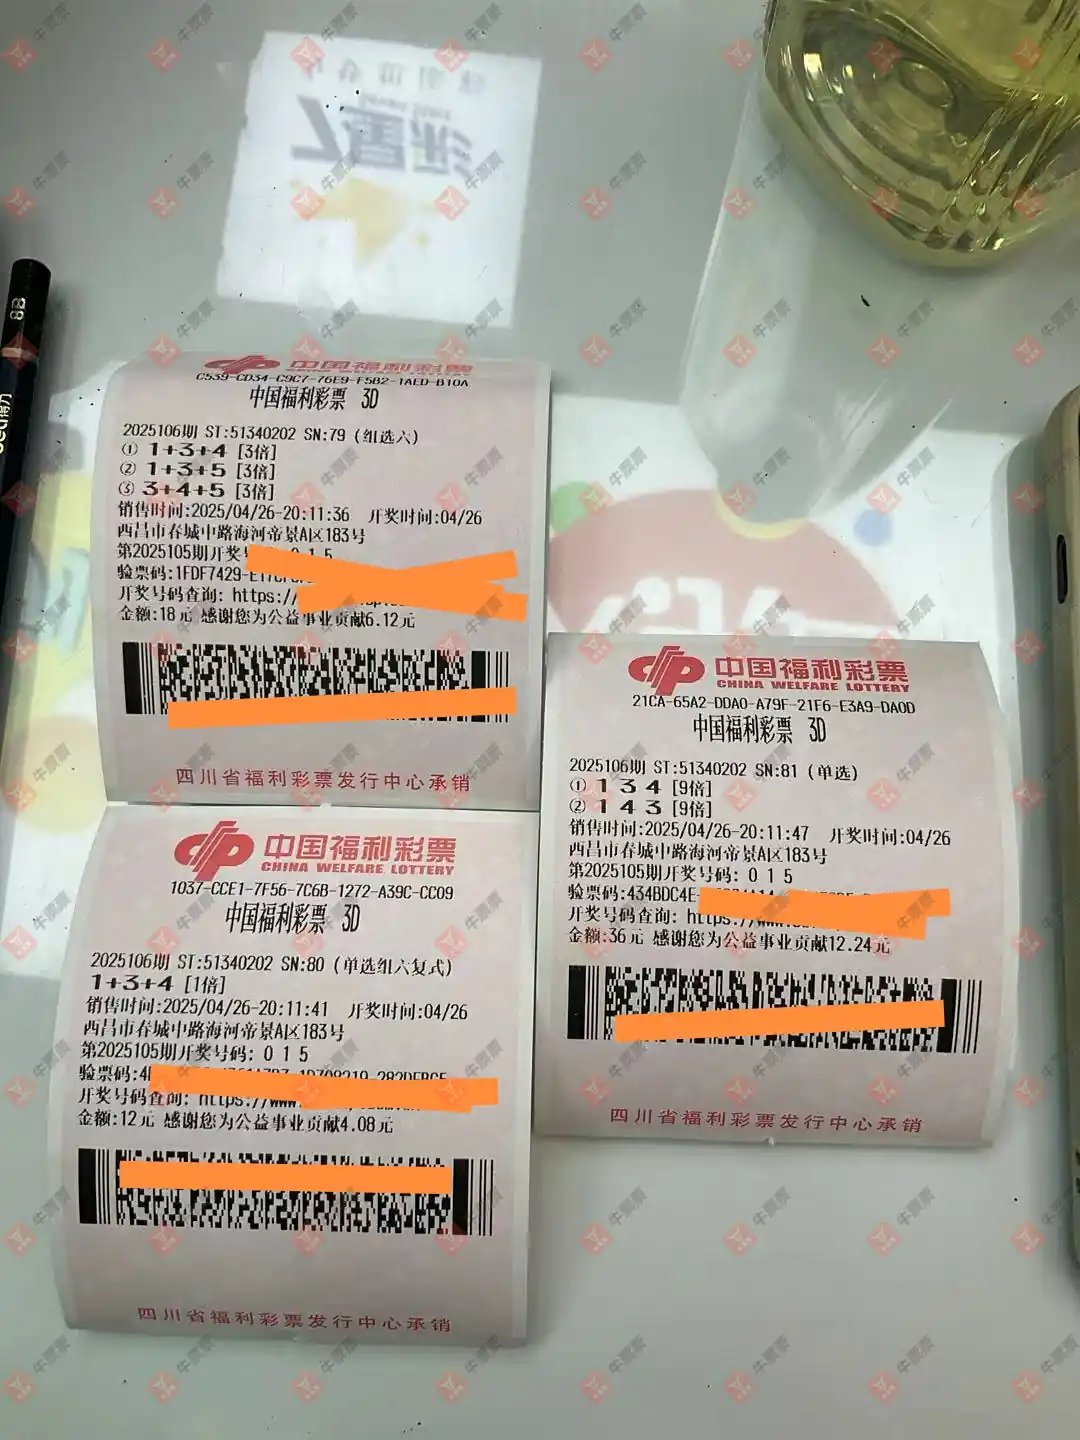 8B
deli得力
中国福利彩票
C539-CD34-C9C7-76E9-F5B2-1AED-B10A
中国福利彩票 3D
2025106期 ST:51340202 SN:79 (组选六)
① 1+3+4 [3倍]
② 1+3+5 [3倍]
③ 3+4+5 [3倍]
销售时间:2025/04/26-20:11:36 开奖时间:04/26
西昌市春城中路海河帝景A区183号
第2025105期开奖 0 1 5
验票码:1FDF7429-
开奖号码查询: https://
金额:18元 感谢您为公益事业贡献6.12元
四川省福利彩票发行中心承销
中国福利彩票
CHINA WELFARE LOTTERY
1037-CCE1-7F56-7C6B-1272-A39C-CC09
中国福利彩票 3D
2025106期 ST:51340202 SN:80 (单选组六复式)
1+3+4 [1倍]
销售时间:2025/04/26-20:11:41 开奖时间:04/26
西昌市春城中路海河帝景A区183号
第2025105期开奖号码: 0 1 5
验票码:4
开奖号码查询: https://www.
金额:12元 感谢您为公益事业贡献4.08元
四川省福利彩票发行中心承销
中国福利彩票
CHINA WELFARE LOTTERY
21CA-65A2-DDA0-A79F-21F6-E3A9-DA0D
中国福利彩票 3D
2025106期 ST:51340202 SN:81 (单选)
① 1 3 4 [9倍]
② 1 4 3 [9倍]
销售时间:2025/04/26-20:11:47 开奖时间:04/26
西昌市春城中路海河帝景A区183号
第2025105期开奖号码: 0 1 5
验票码:434BDC4E-
开奖号码查询: https://www.
金额:36元 感谢您为公益事业贡献12.24元
四川省福利彩票发行中心承销
牛票票